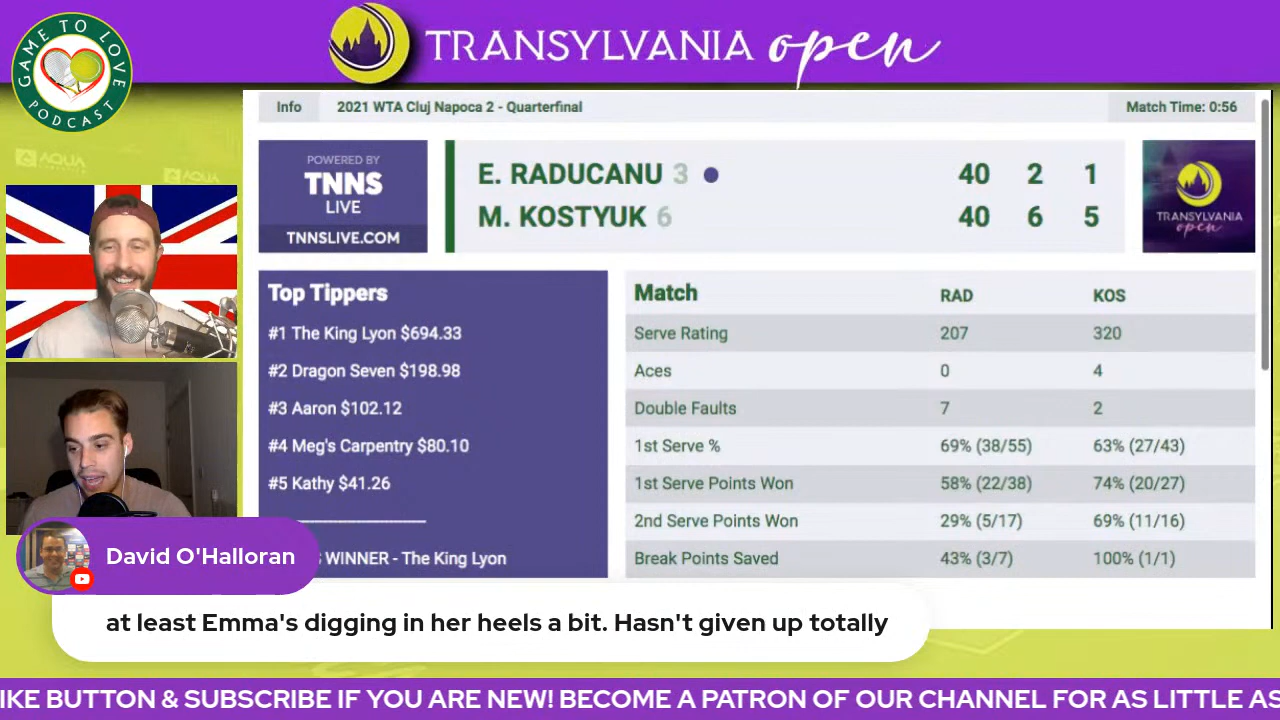 GAME TO LOVE
PODCAST
TRANSYLVANIA open
Info 2021 WTA Cluj Napoca 2 - Quarterfinal Match Time: 0:56
POWERED BY
TNNS
LIVE
TNNSLIVE.COM
E. RADUCANU 3 40 2 1
M. KOSTYUK 6 40 6 5
TRANSYLVANIA
open
Top Tippers
#1 The King Lyon $694.33
#2 Dragon Seven $198.98
#3 Aaron $102.12
#4 Meg's Carpentry $80.10
#5 Kathy $41.26
WINNER - The King Lyon
Match RAD KOS
Serve Rating 207 320
Aces 0 4
Double Faults 7 2
1st Serve % 69% (38/55) 63% (27/43)
1st Serve Points Won 58% (22/38) 74% (20/27)
2nd Serve Points Won 29% (5/17) 69% (11/16)
Break Points Saved 43% (3/7) 100% (1/1)
AQUA
AQUA
David O'Halloran
at least Emma's digging in her heels a bit. Hasn't given up totally
IKE BUTTON & SUBSCRIBE IF YOU ARE NEW! BECOME A PATRON OF OUR CHANNEL FOR AS LITTLE AS